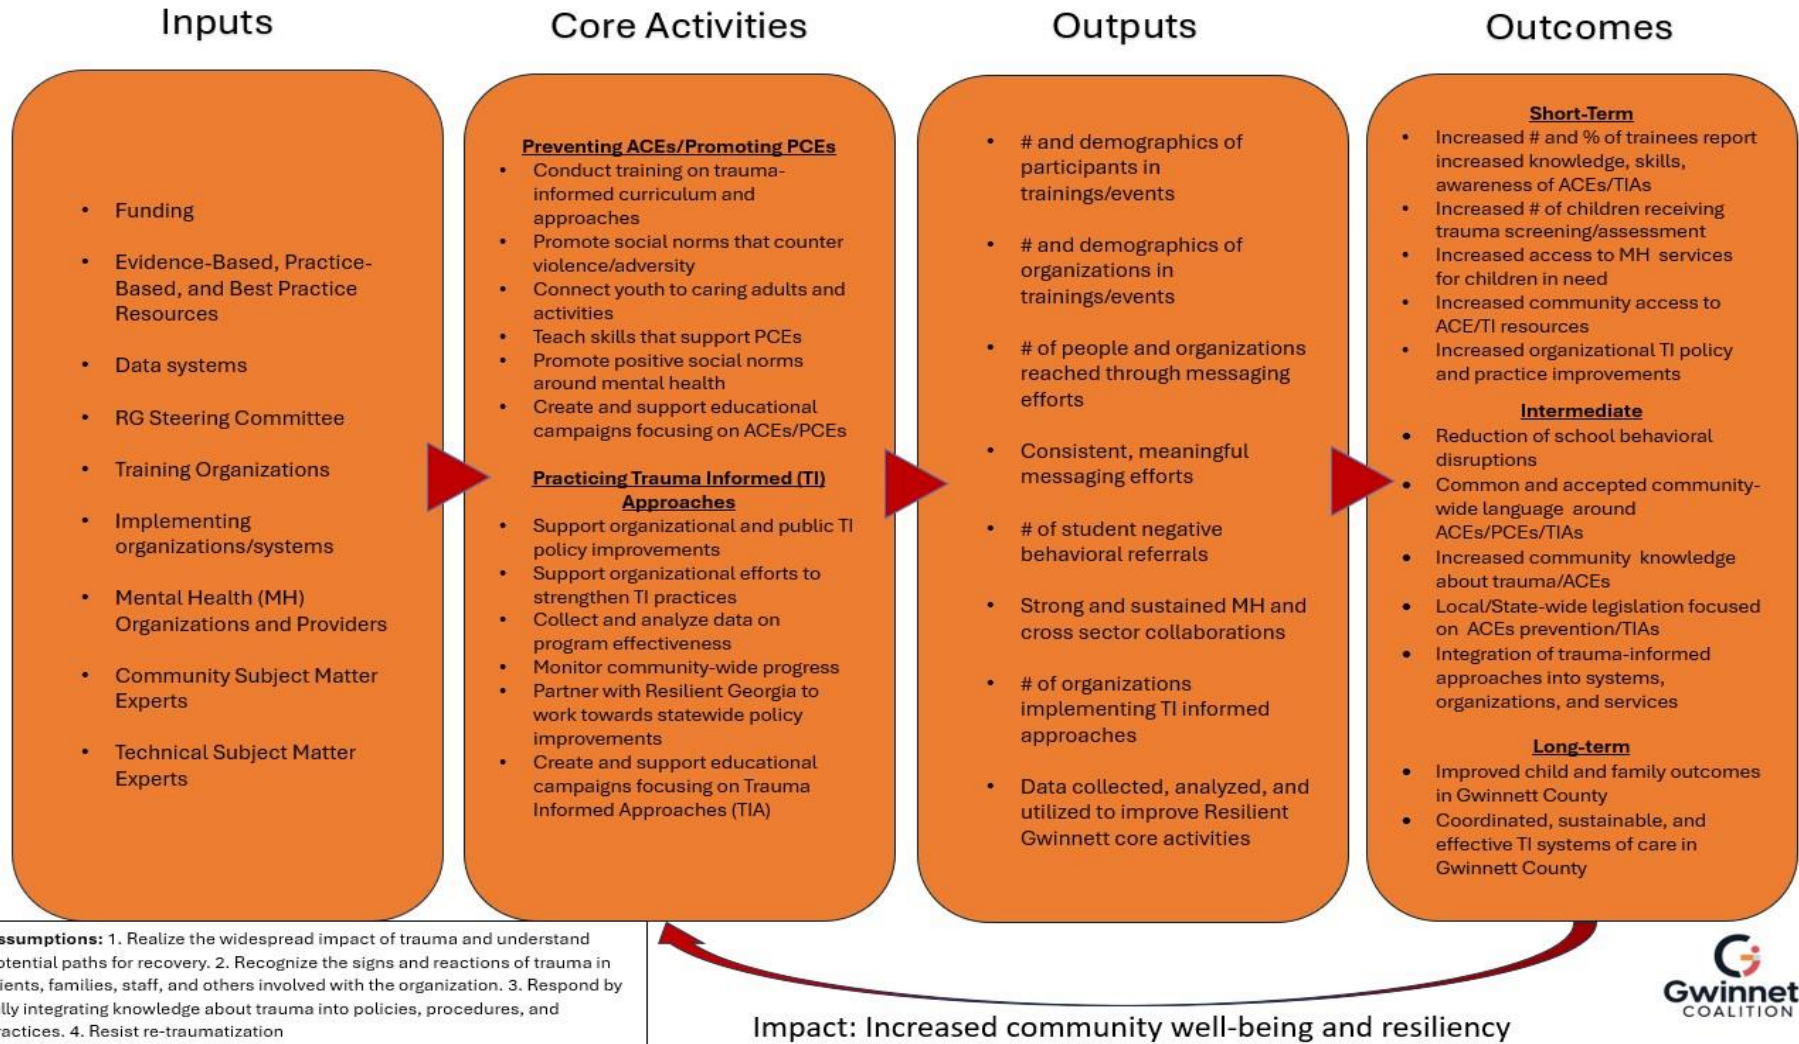 Inputs
Core Activities
Outputs
Outcomes
• Funding
• Evidence-Based, Practice-
Based, and Best Practice
Resources
• Data systems
• RG Steering Committee
• Training Organizations
• Implementing
organizations/systems
• Mental Health (MH)
Organizations and Providers
• Community Subject Matter
Experts
• Technical Subject Matter
Experts
Preventing ACEs/Promoting PCEs
• Conduct training on trauma-
informed curriculum and
approaches
• Promote social norms that counter
violence/adversity
• Connect youth to caring adults and
activities
• Teach skills that support PCEs
• Promote positive social norms
around mental health
• Create and support educational
campaigns focusing on ACEs/PCEs
Practicing Trauma Informed (TI)
Approaches
• Support organizational and public TI
policy improvements
• Support organizational efforts to
strengthen TI practices
• Collect and analyze data on
program effectiveness
• Monitor community-wide progress
• Partner with Resilient Georgia to
work towards statewide policy
improvements
• Create and support educational
campaigns focusing on Trauma
Informed Approaches (TIA)
• # and demographics of
participants in
trainings/events
• # and demographics of
organizations in
trainings/events
• # of people and organizations
reached through messaging
efforts
• Consistent, meaningful
messaging efforts
• # of student negative
behavioral referrals
• Strong and sustained MH and
cross sector collaborations
• # of organizations
implementing TI informed
approaches
• Data collected, analyzed, and
utilized to improve Resilient
Gwinnett core activities
Short-Term
• Increased # and % of trainees report
increased knowledge, skills,
awareness of ACEs/TIAs
• Increased # of children receiving
trauma screening/assessment
• Increased access to MH services
for children in need
• Increased community access to
ACE/TI resources
• Increased organizational TI policy
and practice improvements
Intermediate
• Reduction of school behavioral
disruptions
• Common and accepted community-
wide language around
ACEs/PCEs/TIAs
• Increased community knowledge
about trauma/ACEs
• Local/State-wide legislation focused
on ACEs prevention/TIAs
• Integration of trauma-informed
approaches into systems,
organizations, and services
Long-term
• Improved child and family outcomes
in Gwinnett County
• Coordinated, sustainable, and
effective TI systems of care in
Gwinnett County
ssumptions: 1. Realize the widespread impact of trauma and understand
otential paths for recovery. 2. Recognize the signs and reactions of trauma in
ients, families, staff, and others involved with the organization. 3. Respond by
lly integrating knowledge about trauma into policies, procedures, and
ractices. 4. Resist re-traumatization
Impact: Increased community well-being and resiliency
Gwinnet
COALITION